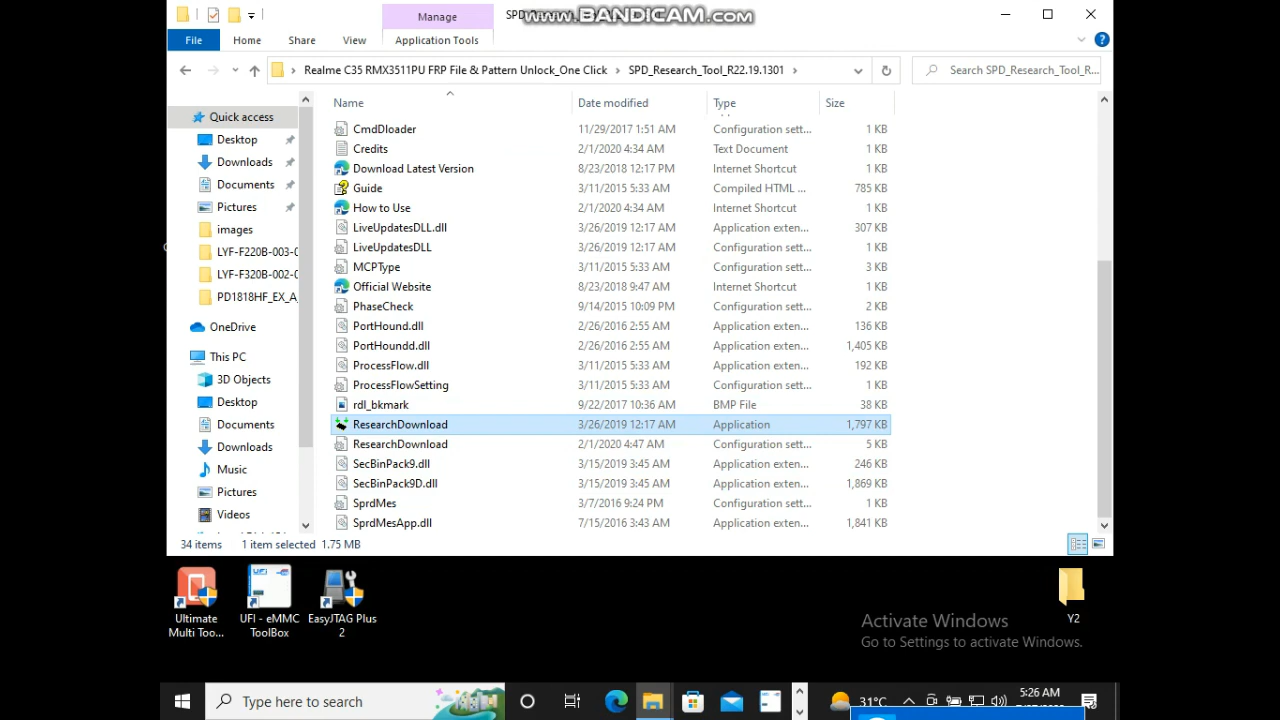 Manage
SPD_
www.BANDICAM.com
File
Home
Share
View
Application Tools
Realme C35 RMX3511PU FRP File & Pattern Unlock_One Click
SPD_Research_Tool_R22.19.1301
Search SPD_Research_Tool_R...
Name
Date modified
Type
Size
Quick access
Desktop
Downloads
Documents
Pictures
images
LYF-F220B-003-0
LYF-F320B-002-0
PD1818HF_EX_A_
OneDrive
This PC
3D Objects
Desktop
Documents
Downloads
Music
Pictures
Videos
CmdDloader 11/29/2017 1:51 AM Configuration sett... 1 KB
Credits 2/1/2020 4:34 AM Text Document 1 KB
Download Latest Version 8/23/2018 12:17 PM Internet Shortcut 1 KB
Guide 3/11/2015 5:33 AM Compiled HTML ... 785 KB
How to Use 2/1/2020 4:34 AM Internet Shortcut 1 KB
LiveUpdatesDLL.dll 3/26/2019 12:17 AM Application exten... 307 KB
LiveUpdatesDLL 3/26/2019 12:17 AM Configuration sett... 1 KB
MCPType 3/11/2015 5:33 AM Configuration sett... 3 KB
Official Website 8/23/2018 9:47 AM Internet Shortcut 1 KB
PhaseCheck 9/14/2015 10:09 PM Configuration sett... 2 KB
PortHound.dll 2/26/2016 2:55 AM Application exten... 136 KB
PortHoundd.dll 2/26/2016 2:55 AM Application exten... 1,405 KB
ProcessFlow.dll 3/11/2015 5:33 AM Application exten... 192 KB
ProcessFlowSetting 3/11/2015 5:33 AM Configuration sett... 1 KB
rdl_bkmark 9/22/2017 10:36 AM BMP File 38 KB
ResearchDownload 3/26/2019 12:17 AM Application 1,797 KB
ResearchDownload 2/1/2020 4:47 AM Configuration sett... 5 KB
SecBinPack9.dll 3/15/2019 3:45 AM Application exten... 246 KB
SecBinPack9D.dll 3/15/2019 3:45 AM Application exten... 1,869 KB
SprdMes 3/7/2016 9:24 PM Configuration sett... 1 KB
SprdMesApp.dll 7/15/2016 3:43 AM Application exten... 1,841 KB
34 items 1 item selected 1.75 MB
Ultimate
Multi Too...
UFI - eMMC
ToolBox
EasyJTAG Plus
2
Y2
Activate Windows
Go to Settings to activate Windows.
Type here to search
31°C
5:26 AM